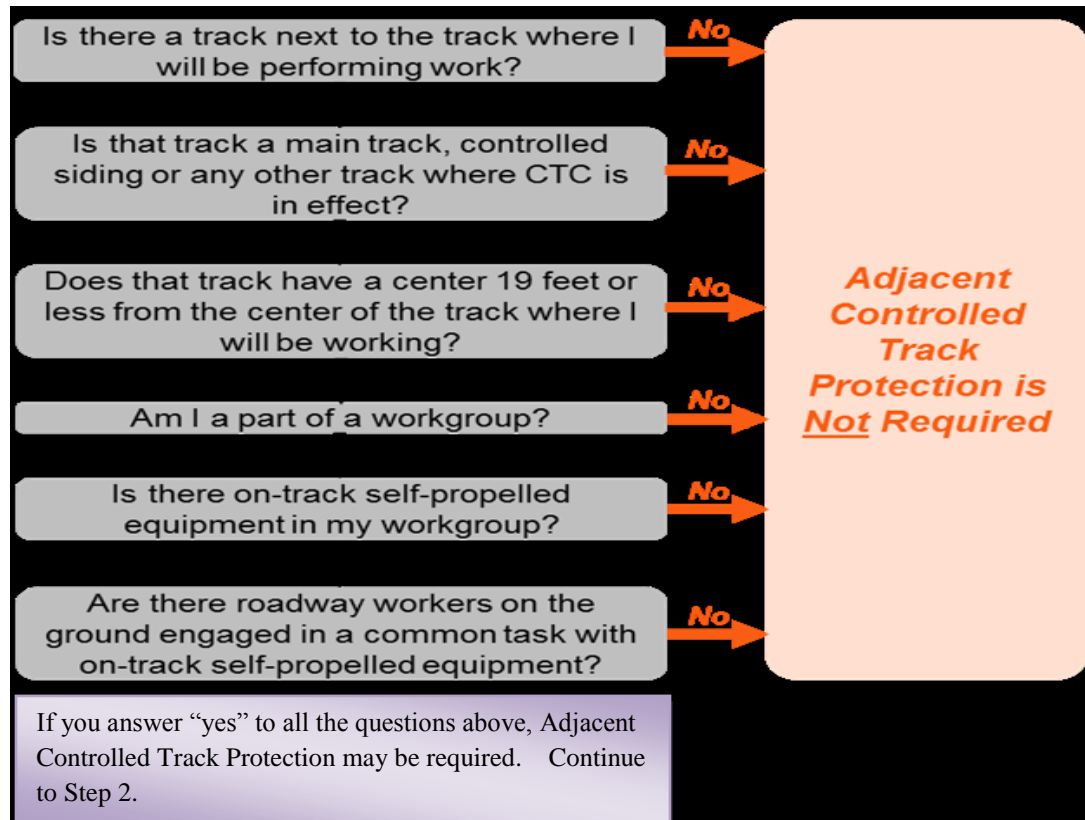 Is there a track next to the track where I
will be performing work?
No
Is that track a main track, controlled
siding or any other track where CTC is
in effect?
No
Does that track have a center 19 feet or
less from the center of the track where I
will be working?
No
Am I a part of a workgroup?
No
Is there on-track self-propelled
equipment in my workgroup?
No
Are there roadway workers on the
ground engaged in a common task with
on-track self-propelled equipment?
No
Adjacent
Controlled
Track
Protection is
Not Required
If you answer “yes” to all the questions above, Adjacent
Controlled Track Protection may be required. Continue
to Step 2.